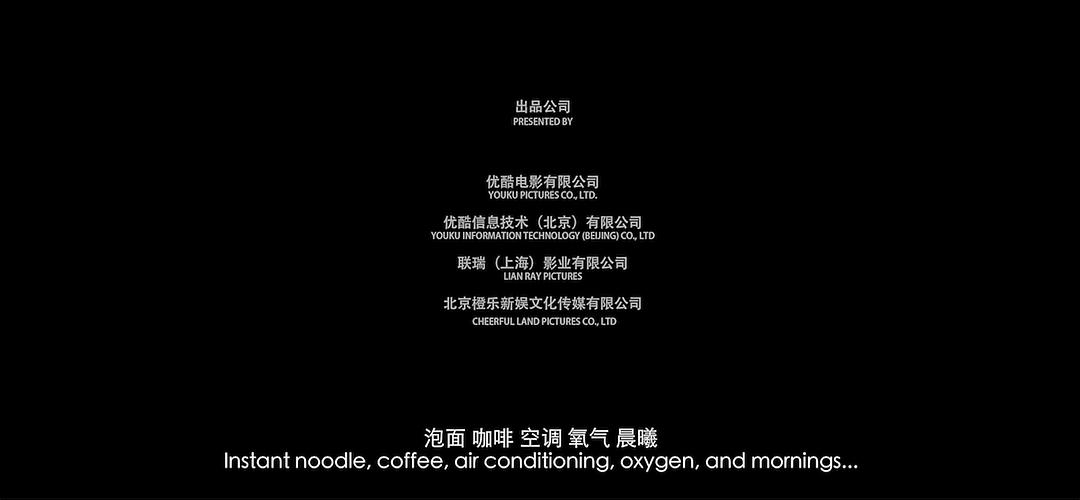 出品公司
PRESENTED BY
优酷电影有限公司
YOUKU PICTURES CO., LTD.
优酷信息技术（北京）有限公司
YOUKU INFORMATION TECHNOLOGY (BEIJING) CO., LTD
联瑞（上海）影业有限公司
LIAN RAY PICTURES
北京橙乐新娱文化传媒有限公司
CHEERFUL LAND PICTURES CO., LTD
泡面 咖啡 空调 氧气 晨曦
Instant noodle, coffee, air conditioning, oxygen, and mornings...